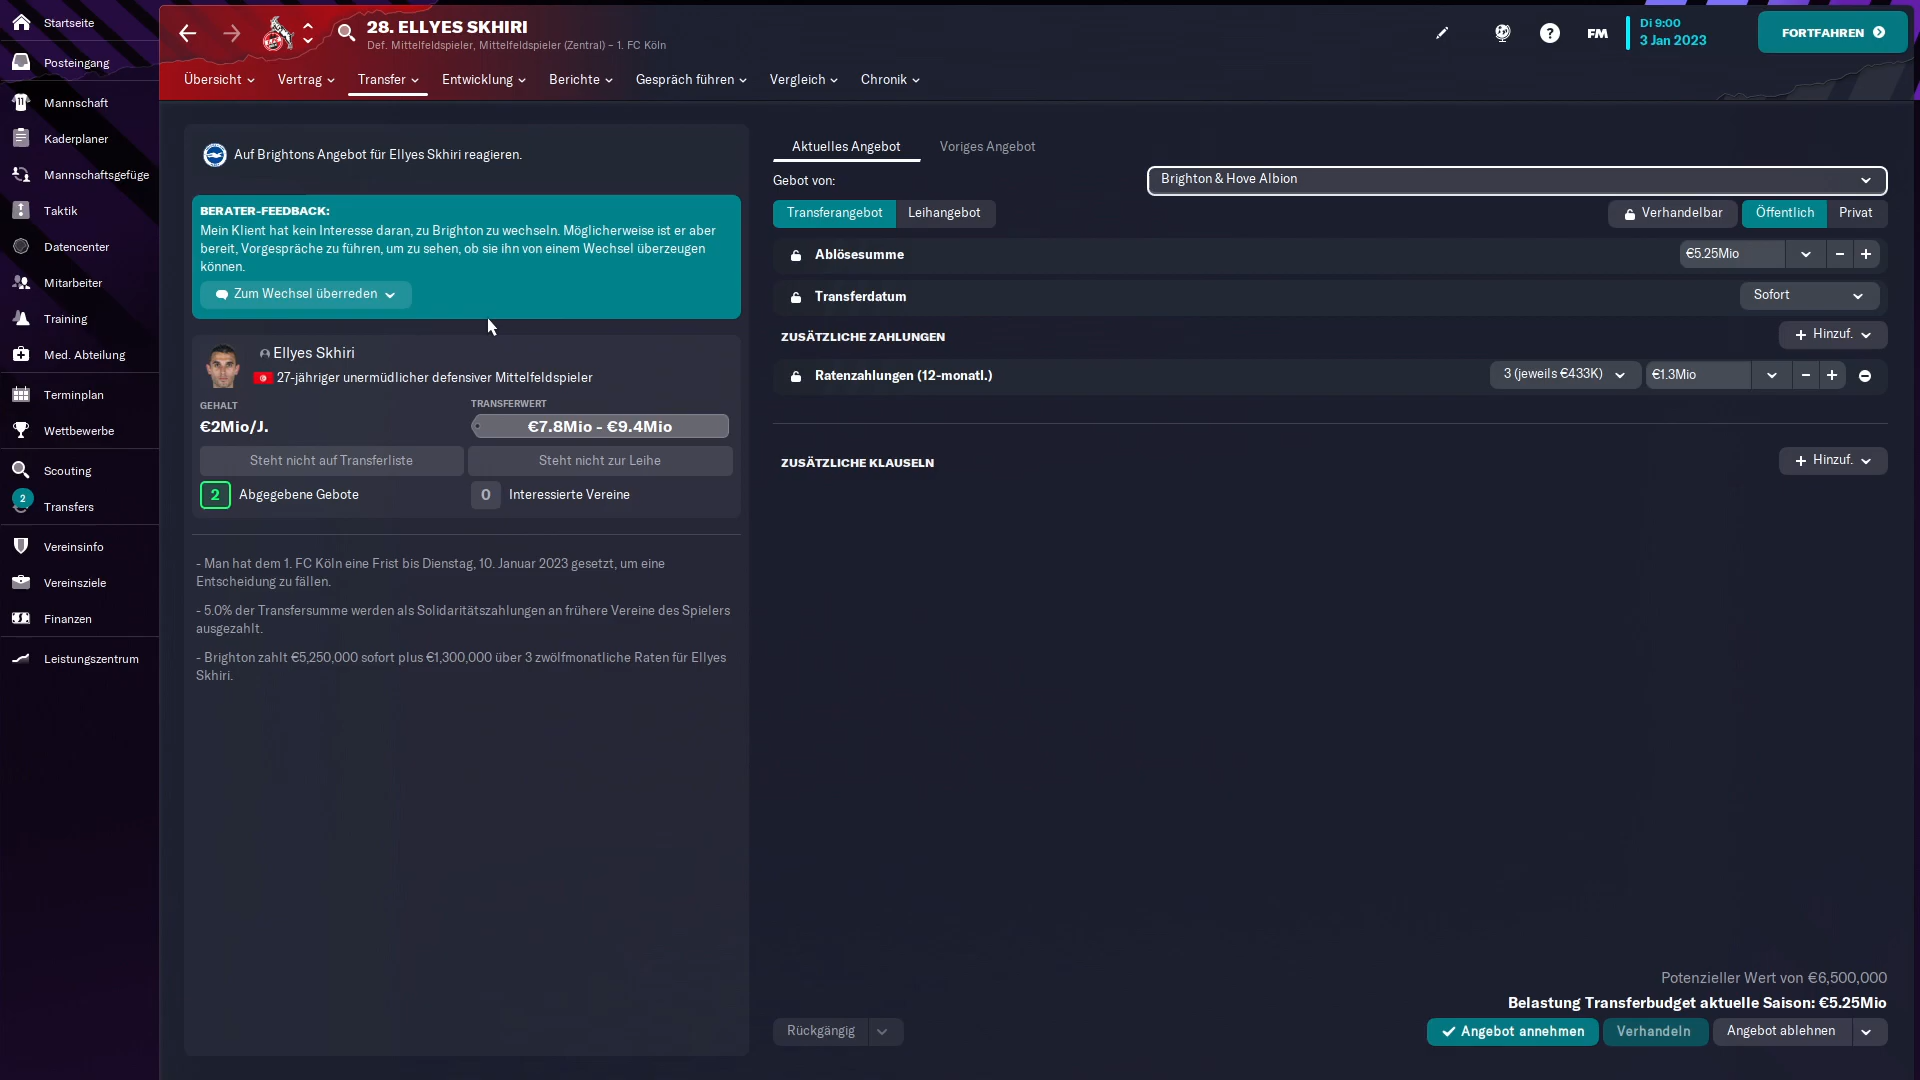 Startseite
Posteingang
Mannschaft
Kaderplaner
Mannschaftsgefüge
Taktik
Datencenter
Mitarbeiter
Training
Med. Abteilung
Terminplan
Wettbewerbe
Scouting
2
Transfers
Vereinsinfo
Vereinsziele
Finanzen
Leistungszentrum
28. ELLYES SKHIRI
Def. Mittelfeldspieler, Mittelfeldspieler (Zentral) – 1. FC Köln
FM
Di 9:00
3 Jan 2023
FORTFAHREN
Übersicht
Vertrag
Transfer
Entwicklung
Berichte
Gespräch führen
Vergleich
Chronik
Auf Brightons Angebot für Ellyes Skhiri reagieren.
BERATER-FEEDBACK:
Mein Klient hat kein Interesse daran, zu Brighton zu wechseln. Möglicherweise ist er aber
bereit, Vorgespräche zu führen, um zu sehen, ob sie ihn von einem Wechsel überzeugen
können.
Zum Wechsel überreden
Ellyes Skhiri
27-jähriger unermüdlicher defensiver Mittelfeldspieler
GEHALT
€2Mio/J.
TRANSFERWERT
€7.8Mio - €9.4Mio
Steht nicht auf Transferliste
Steht nicht zur Leihe
2 Abgegebene Gebote
0 Interessierte Vereine
- Man hat dem 1. FC Köln eine Frist bis Dienstag, 10. Januar 2023 gesetzt, um eine
Entscheidung zu fällen.
- 5.0% der Transfersumme werden als Solidaritätszahlungen an frühere Vereine des Spielers
ausgezahlt.
- Brighton zahlt €5,250,000 sofort plus €1,300,000 über 3 zwölfmonatliche Raten für Ellyes
Skhiri.
Aktuelles Angebot
Voriges Angebot
Gebot von:
Brighton & Hove Albion
Transferangebot
Leihangebot
Verhandelbar
Öffentlich
Privat
Ablösesumme
€5.25Mio
Transferdatum
Sofort
ZUSÄTZLICHE ZAHLUNGEN
+ Hinzuf.
Ratenzahlungen (12-monatl.)
3 (jeweils €433K)
€1.3Mio
ZUSÄTZLICHE KLAUSELN
+ Hinzuf.
Potenzieller Wert von €6,500,000
Belastung Transferbudget aktuelle Saison: €5.25Mio
Rückgängig
Angebot annehmen
Verhandeln
Angebot ablehnen